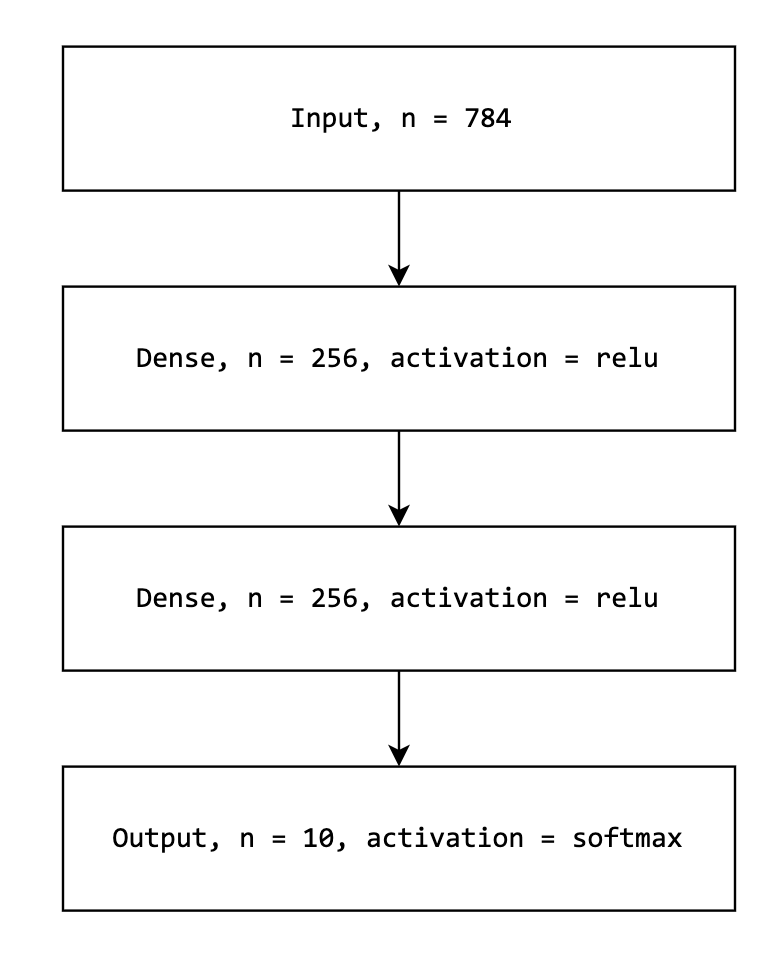 Input, n = 784
Dense, n = 256, activation = relu
Dense, n = 256, activation = relu
Output, n = 10, activation = softmax